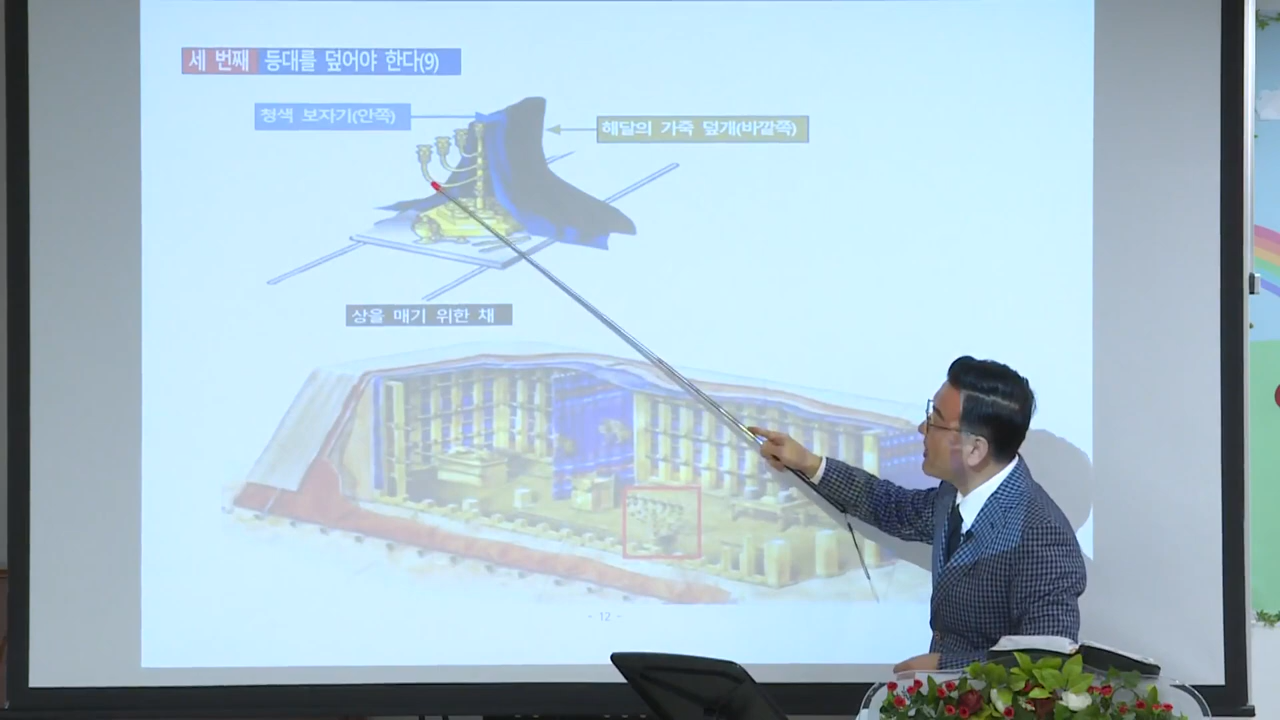 세 번째 등대를 덮어야 한다(9)
청색 보자기(안쪽)
해달의 가죽 덮개(바깥쪽)
상을 매기 위한 채
- 12 -